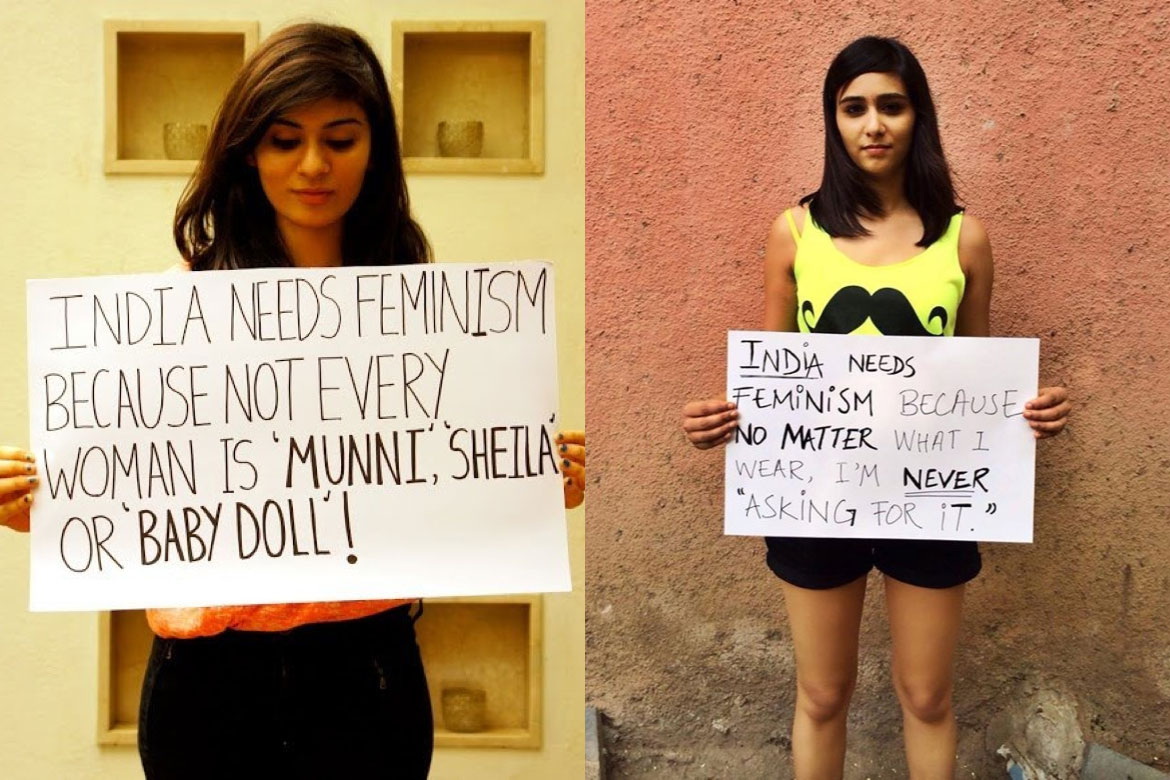 INDIA NEEDS FEMINISM
BECAUSE NOT EVERY
WOMAN IS 'MUNNI', 'SHEILA'
OR 'BABY DOLL'!
INDiA NEEDS
FEMiNiSM BECAUSE
NO MATTER WHAT I
WEAR, I'M NEVER
"ASKiNG FOR iT."